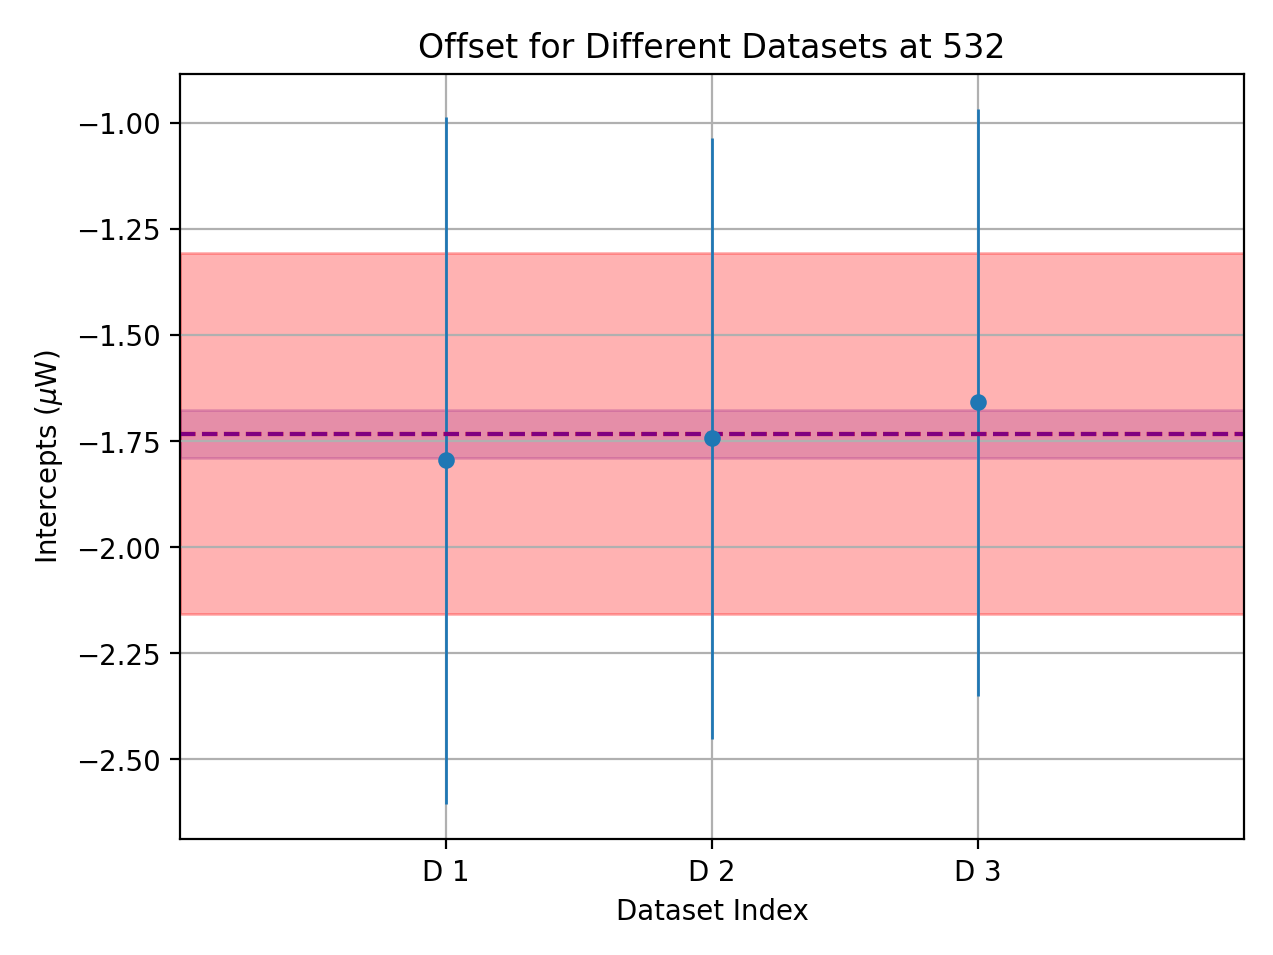 Offset for Different Datasets at 532
−1.00
−1.25
−1.50
−1.75
−2.00
−2.25
−2.50
Intercepts (μW)
D 1
D 2
D 3
Dataset Index